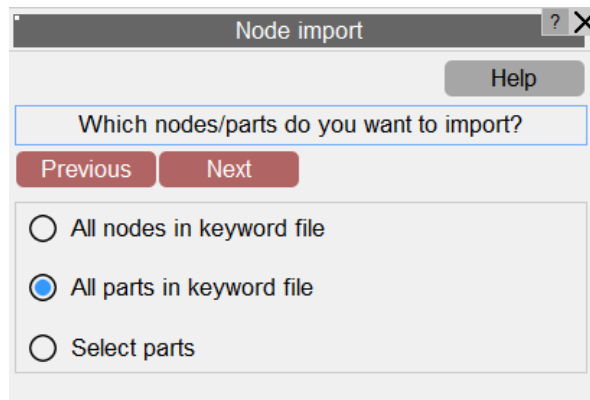 Node import
?
Help
Which nodes/parts do you want to import?
Previous Next
All nodes in keyword file
All parts in keyword file
Select parts